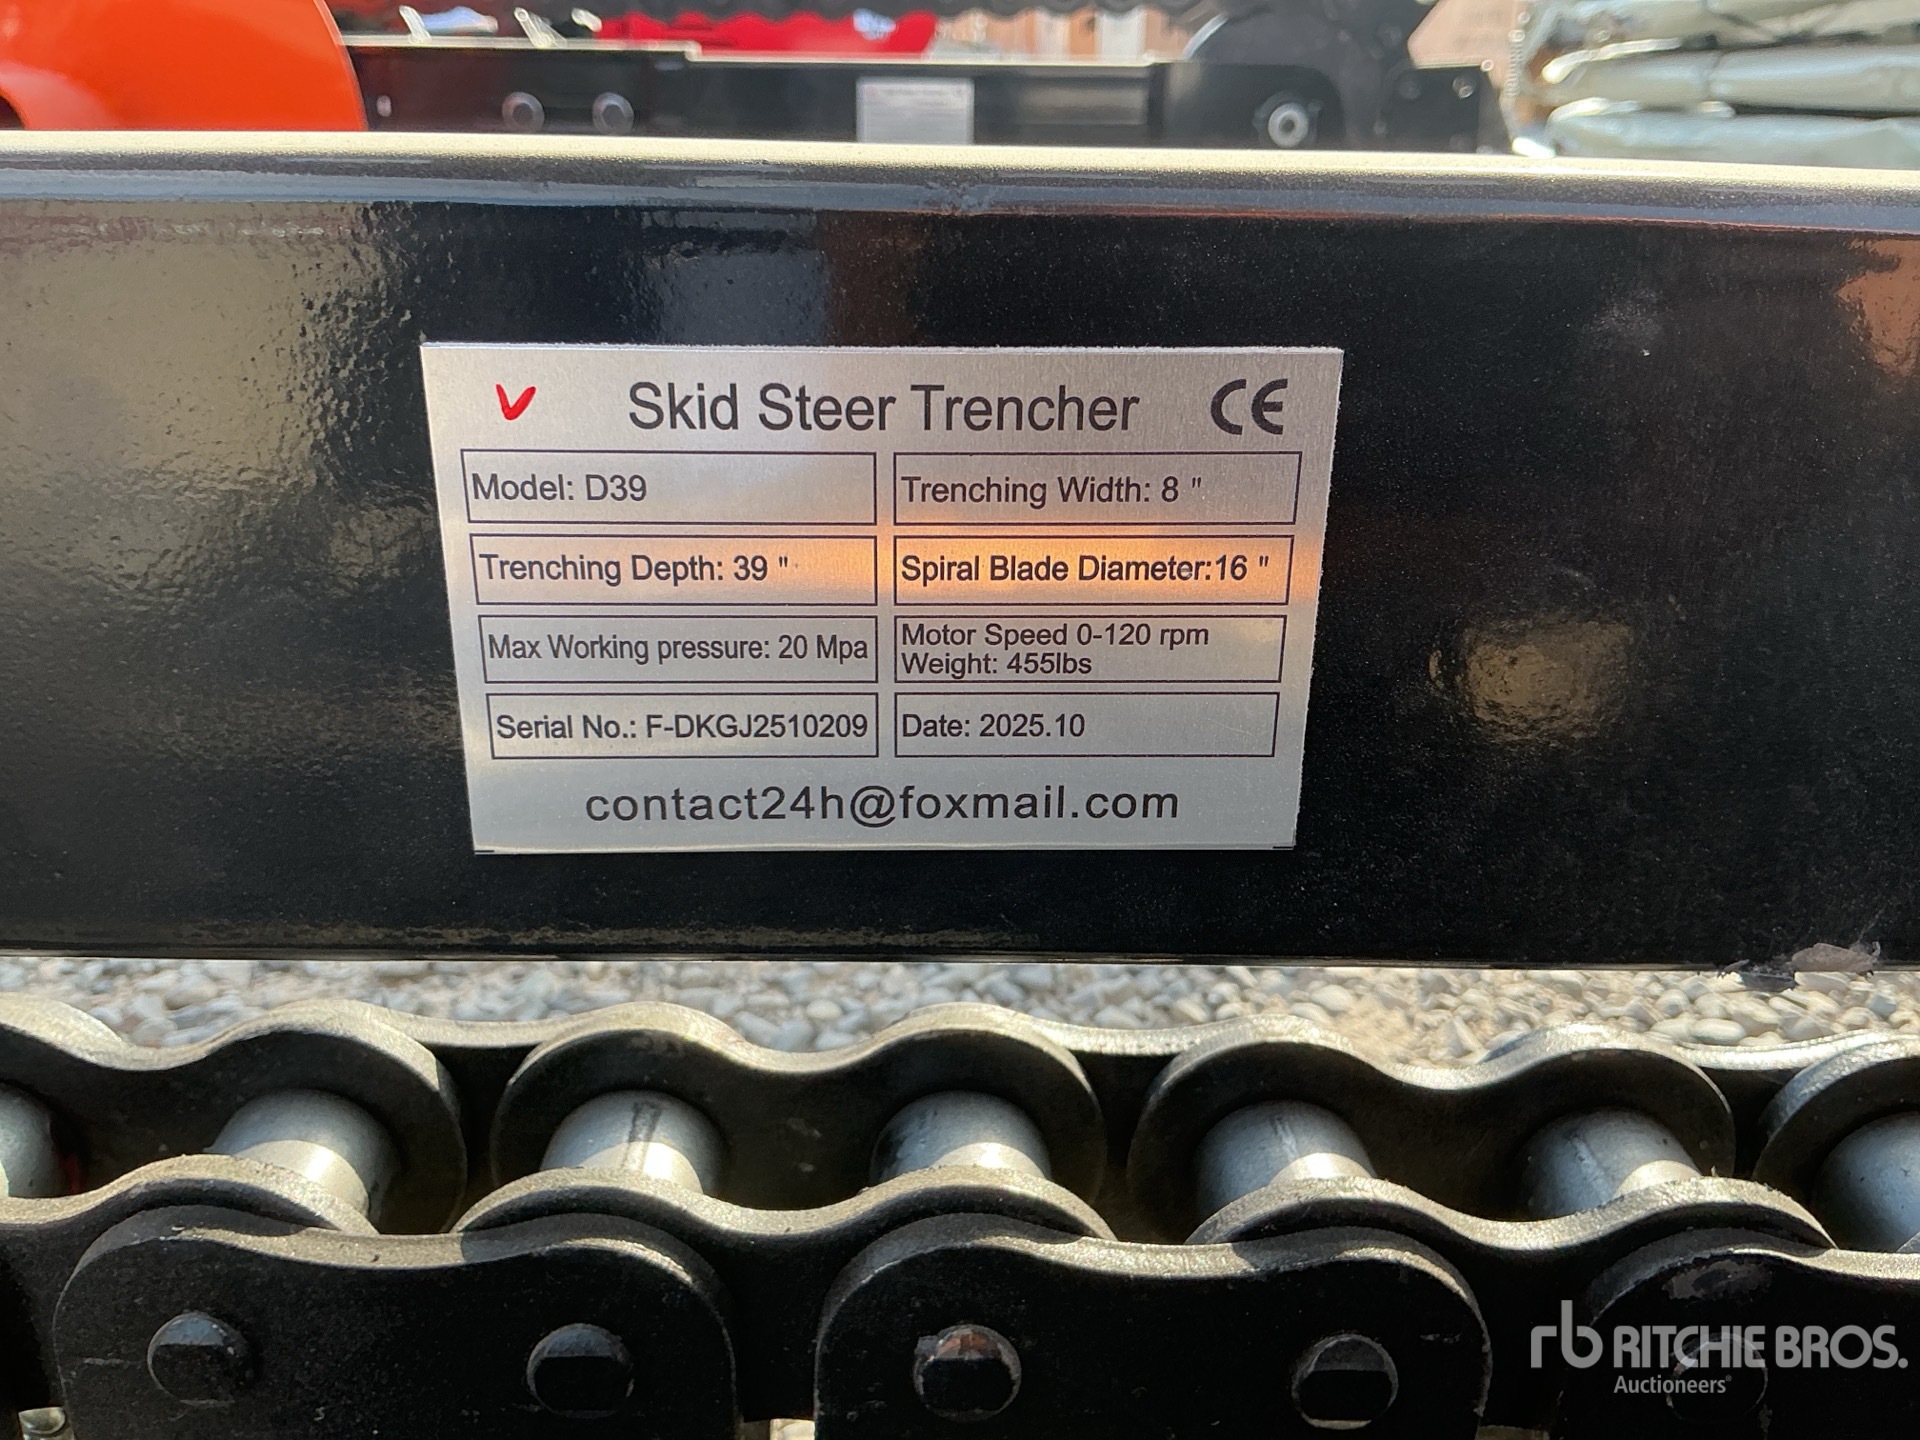 V Skid Steer Trencher CE
Model: D39
Trenching Width: 8 "
Trenching Depth: 39 "
Spiral Blade Diameter:16 "
Max Working pressure: 20 Mpa
Motor Speed 0-120 rpm
Weight: 455lbs
Serial No.: F-DKGJ2510209
Date: 2025.10
contact24h@foxmail.com
rb RITCHIE BROS.
Auctioneers®